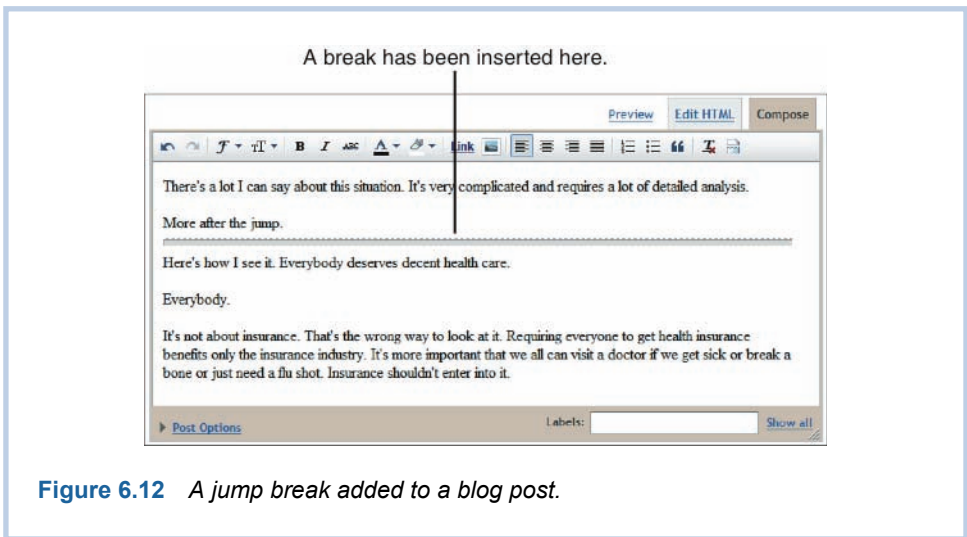 A break has been inserted here.
Preview Edit HTML Compose
F TT B I ABC A Link
There's a lot I can say about this situation. It's very complicated and requires a lot of detailed analysis.
More after the jump.
Here's how I see it. Everybody deserves decent health care.
Everybody.
It's not about insurance. That's the wrong way to look at it. Requiring everyone to get health insurance
benefits only the insurance industry. It's more important that we all can visit a doctor if we get sick or break a
bone or just need a flu shot. Insurance shouldn't enter into it.
Post Options Labels: Show all
Figure 6.12 A jump break added to a blog post.